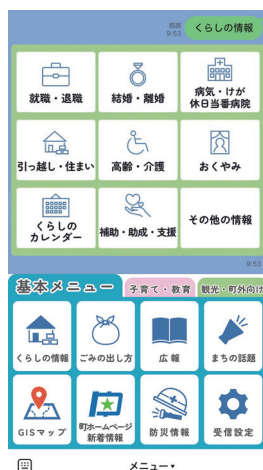 既読
9:53
くらしの情報
就職・退職
結婚・離婚
病気・けが
休日当番病院
引っ越し・住まい
高齢・介護
おくやみ
くらしの
カレンダー
補助・助成・支援
その他の情報
9:53
基本メニュー
子育て・教育
観光・町外向け
くらしの情報
ごみの出し方
広報
まちの話題
GISマップ
町ホームページ
新着情報
防災情報
受信設定
メニュー▼